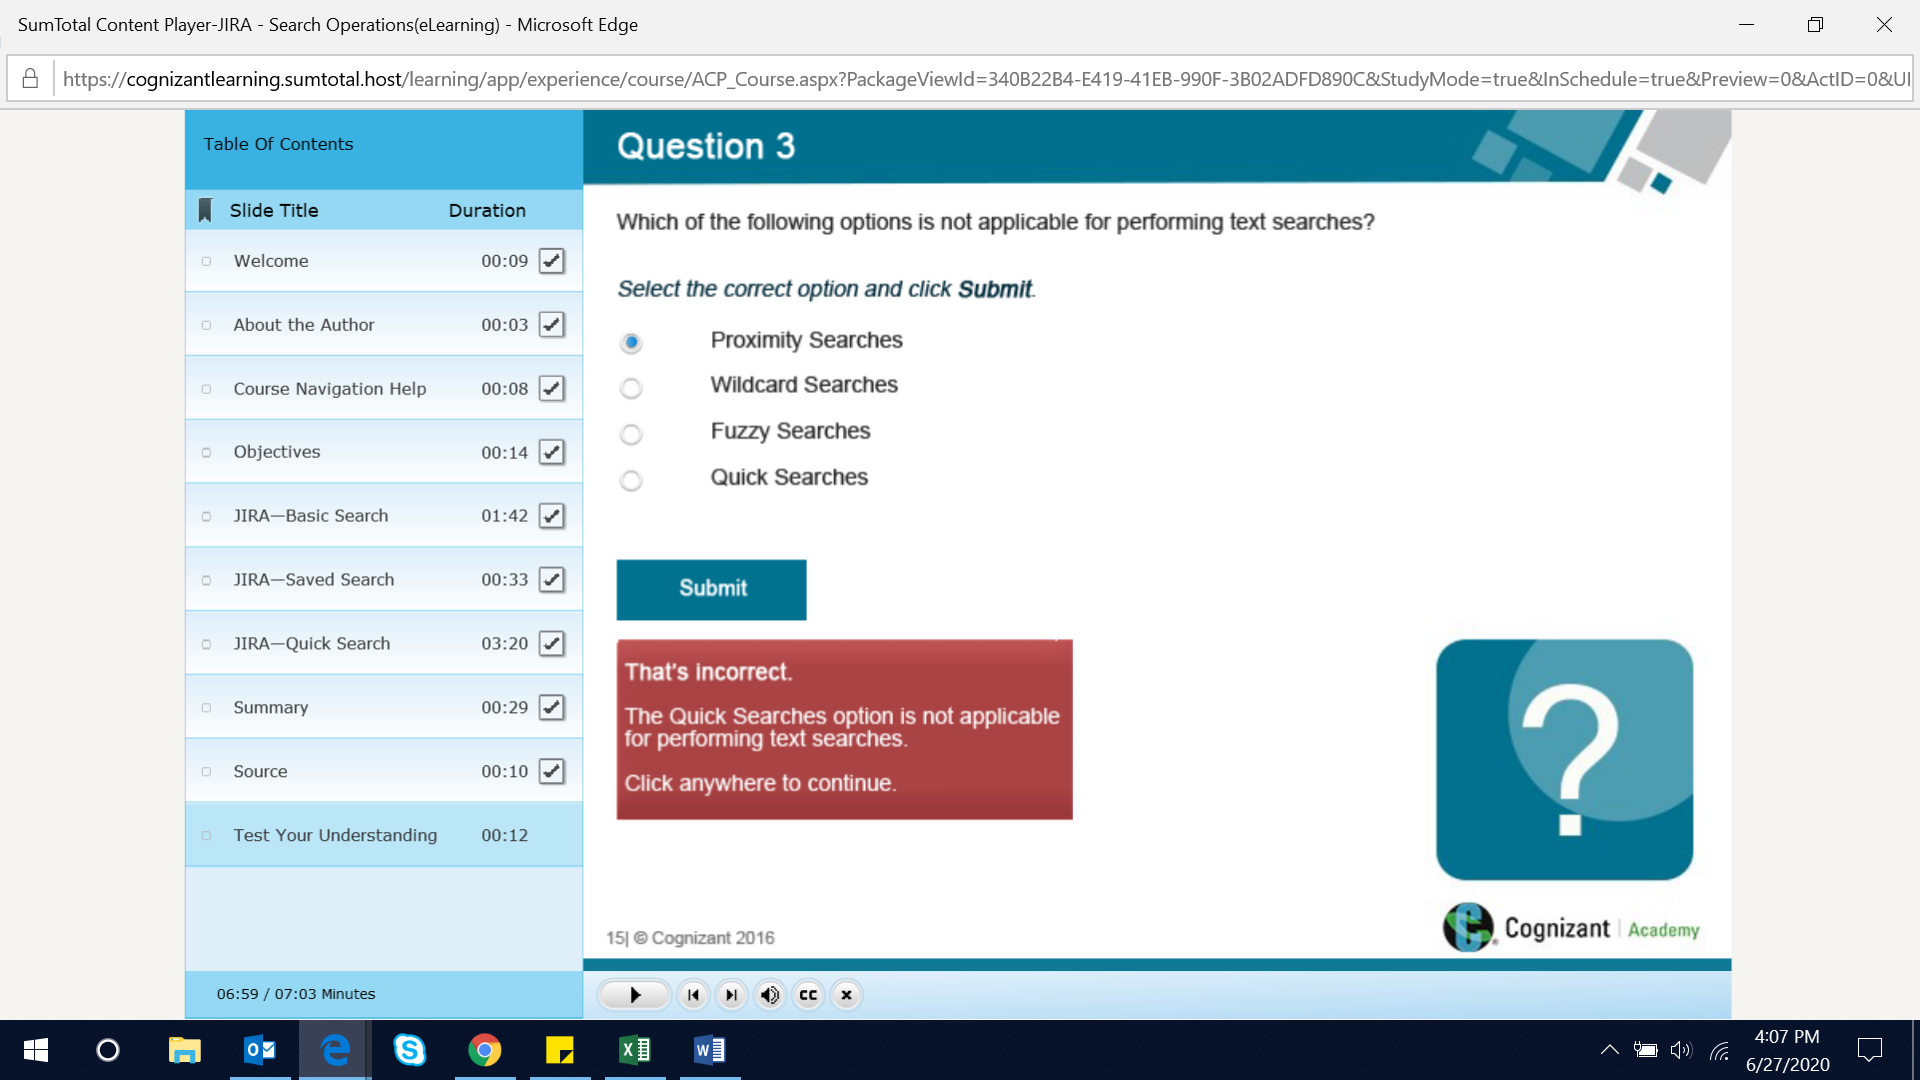 SumTotal Content Player-JIRA - Search Operations(eLearning) - Microsoft Edge
https://cognizantlearning.sumtotal.host/learning/app/experience/course/ACP_Course.aspx?PackageViewId=340B22B4-E419-41EB-990F-3B02ADFD890C&StudyMode=true&InSchedule=true&Preview=0&ActID=0&UI
Table Of Contents
Slide Title Duration
Welcome 00:09
About the Author 00:03
Course Navigation Help 00:08
Objectives 00:14
JIRA—Basic Search 01:42
JIRA—Saved Search 00:33
JIRA—Quick Search 03:20
Summary 00:29
Source 00:10
Test Your Understanding 00:12
06:59 / 07:03 Minutes
Question 3
Which of the following options is not applicable for performing text searches?
Select the correct option and click Submit.
Proximity Searches
Wildcard Searches
Fuzzy Searches
Quick Searches
Submit
That's incorrect.
The Quick Searches option is not applicable
for performing text searches.
Click anywhere to continue.
?
15| © Cognizant 2016
Cognizant | Academy
CC
4:07 PM
6/27/2020